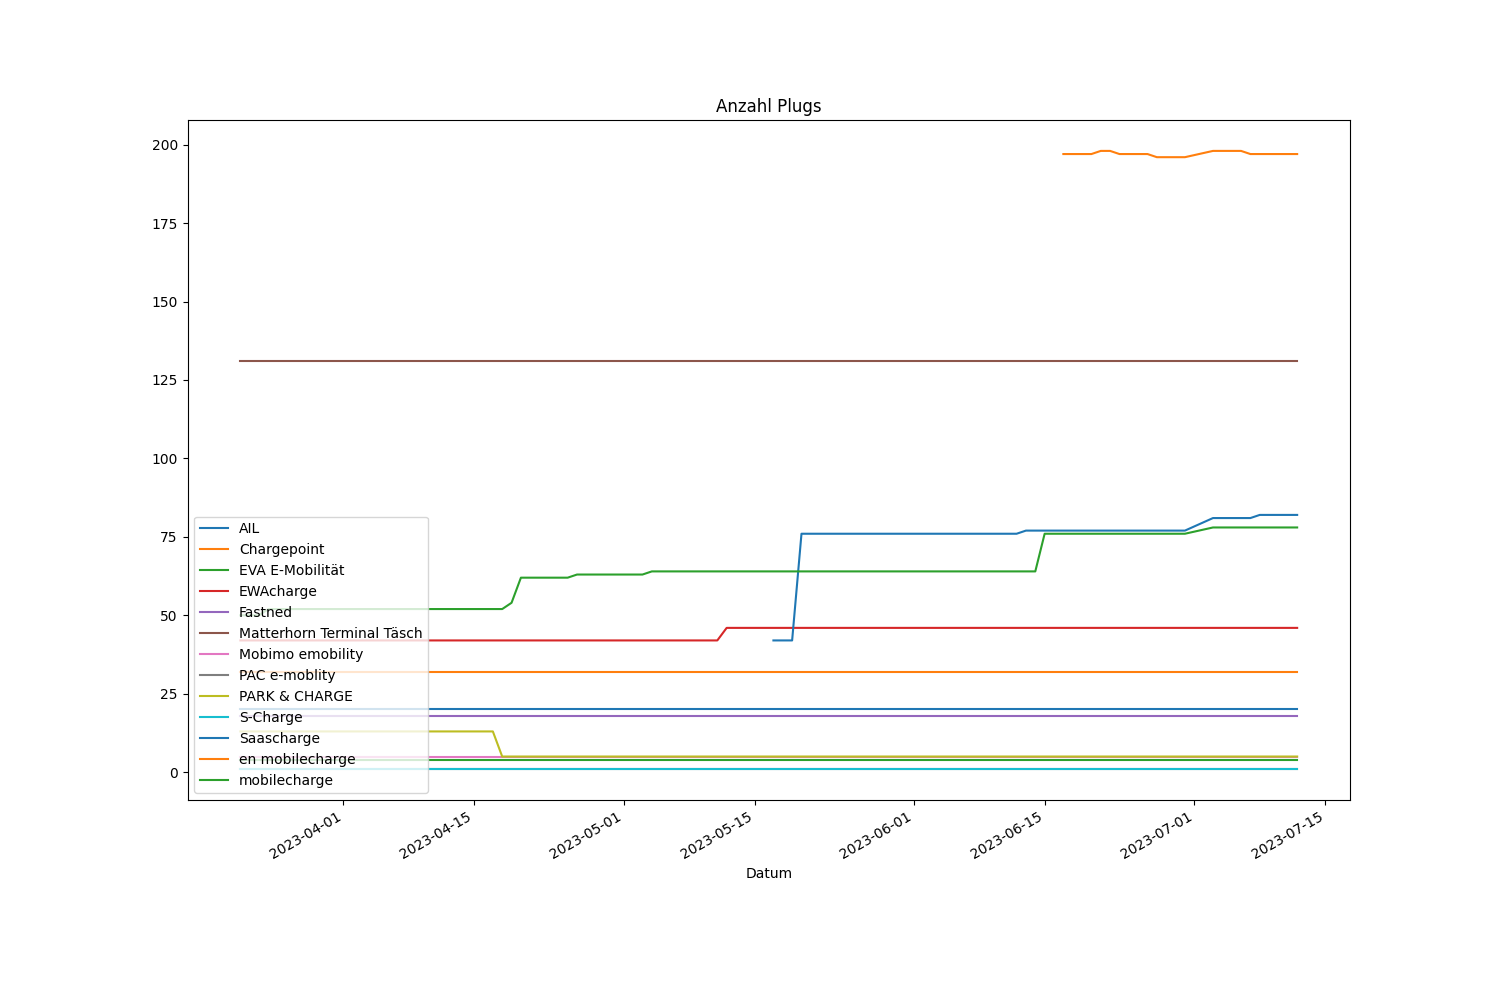 Anzahl Plugs
200
175
150
125
100
75
50
25
0
AIL
Chargepoint
EVA E-Mobilität
EWAcharge
Fastned
Matterhorn Terminal Täsch
Mobimo emobility
PAC e-moblity
PARK & CHARGE
S-Charge
Saascharge
en mobilecharge
mobilecharge
2023-04-01
2023-04-15
2023-05-01
2023-05-15
2023-06-01
2023-06-15
2023-07-01
2023-07-15
Datum